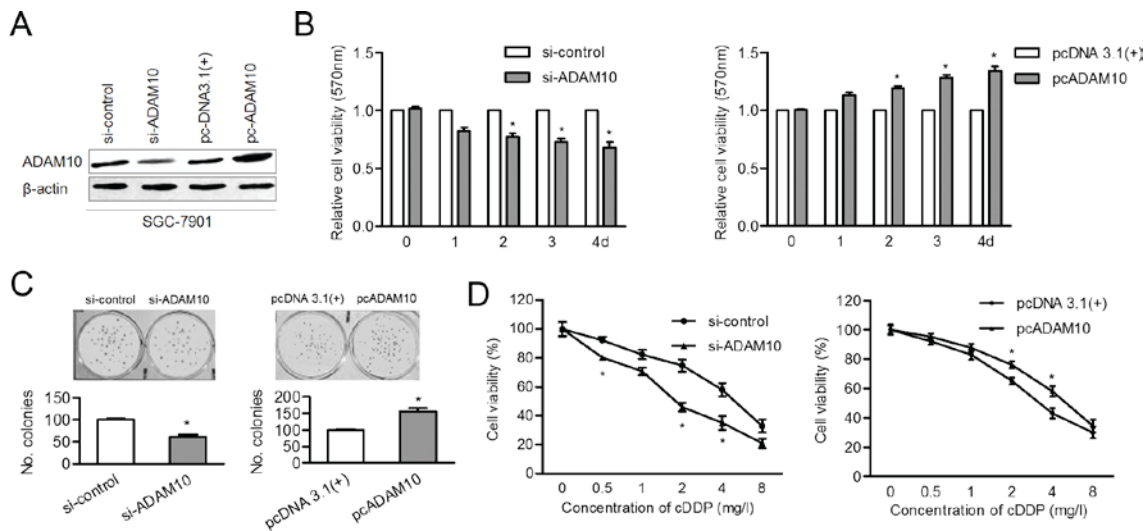 A
si-control
si-ADAM10
pc-DNA3.1(+)
pc-ADAM10
ADAM10
β-actin
SGC-7901
B
Relative cell viability (570nm)
1.5
1.0
0.5
0.0
0 1 2 3 4d
si-control
si-ADAM10
* * *
Relative cell viability (570nm)
1.5
1.0
0.5
0.0
0 1 2 3 4d
pcDNA 3.1(+)
pcADAM10
* * *
C
si-control si-ADAM10
No. colonies
150
100
50
0
*
si-control
si-ADAM10
pcDNA 3.1(+) pcADAM10
No. colonies
200
150
100
50
0
*
pcDNA 3.1(+)
pcADAM10
D
Cell viability (%)
120
100
80
60
40
20
0
si-control
si-ADAM10
* * *
0 0.5 1 2 4 8
Concentration of cDDP (mg/l)
Cell viability (%)
120
100
80
60
40
20
0
pcDNA 3.1(+)
pcADAM10
* *
0 0.5 1 2 4 8
Concentration of cDDP (mg/l)